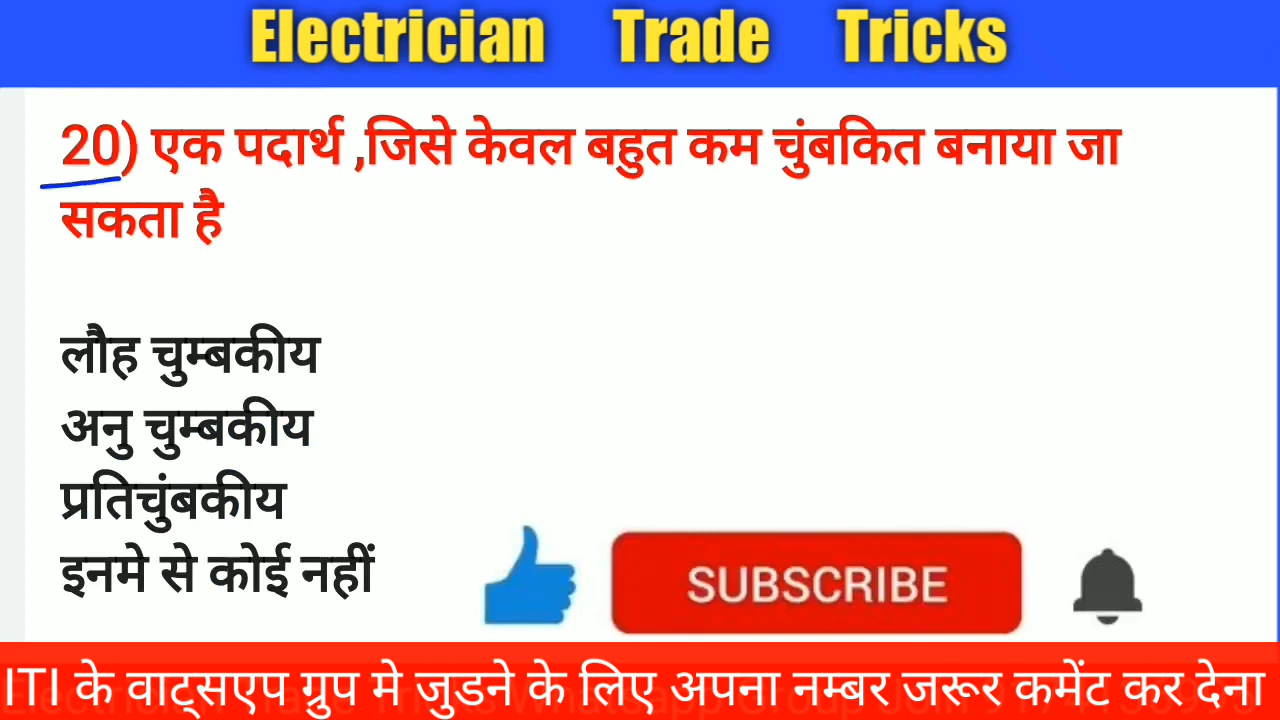 Electrician Trade Tricks
20) एक पदार्थ ,जिसे केवल बहुत कम चुंबकित बनाया जा
सकता है
लौह चुम्बकीय
अनु चुम्बकीय
प्रतिचुंबकीय
इनमे से कोई नहीं
SUBSCRIBE
ITI के वाट्सएप ग्रुप मे जुडने के लिए अपना नम्बर जरूर कमेंट कर देना